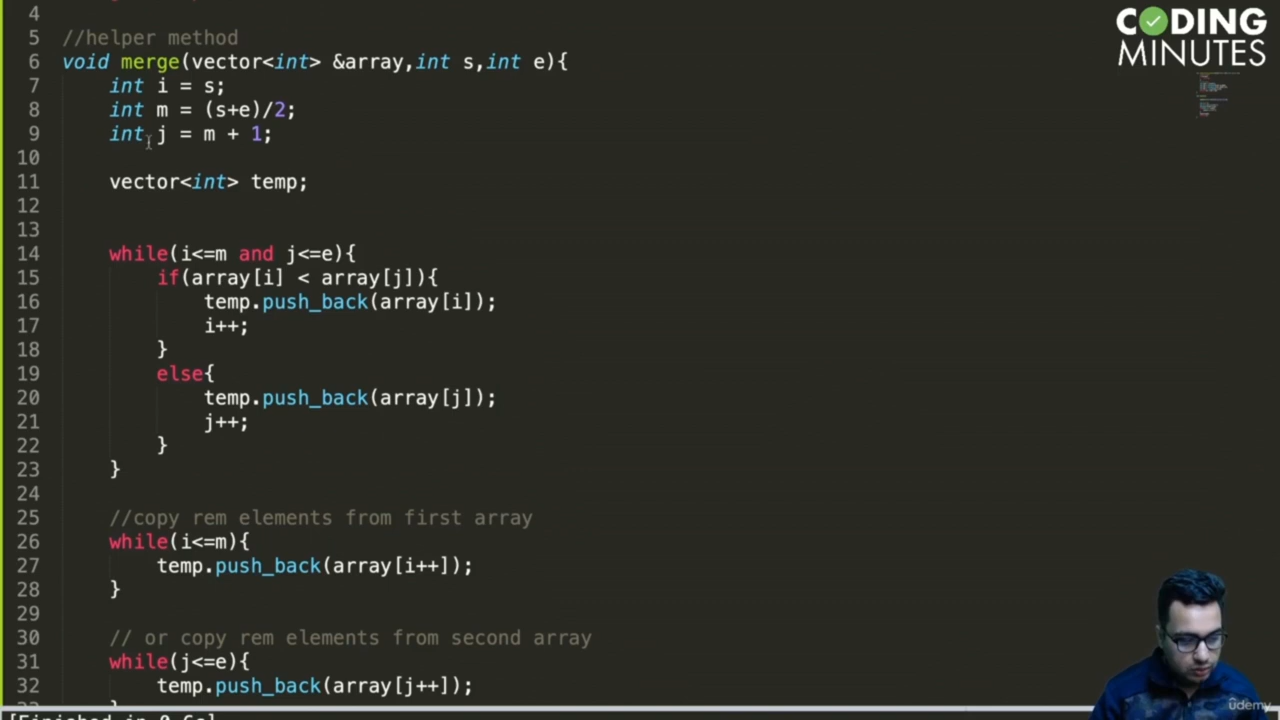 CODING
MINUTES
4
5 //helper method
6 void merge(vector<int> &array,int s,int e){
7 int i = s;
8 int m = (s+e)/2;
9 int j = m + 1;
10
11 vector<int> temp;
12
13
14 while(i<=m and j<=e){
15 if(array[i] < array[j]){
16 temp.push_back(array[i]);
17 i++;
18 }
19 else{
20 temp.push_back(array[j]);
21 j++;
22 }
23 }
24
25 //copy rem elements from first array
26 while(i<=m){
27 temp.push_back(array[i++]);
28 }
29
30 // or copy rem elements from second array
31 while(j<=e){
32 temp.push_back(array[j++]);
ûdemy